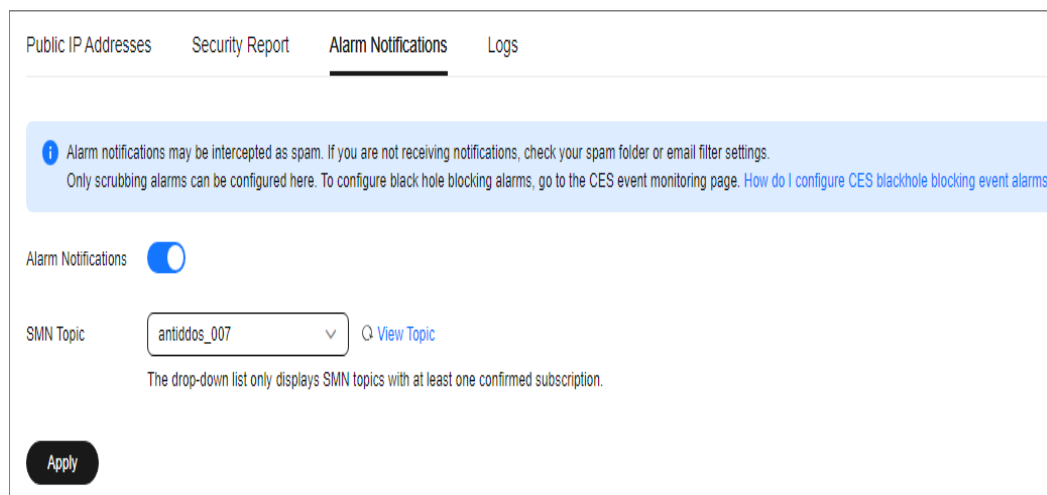 Public IP Addresses Security Report Alarm Notifications Logs
Alarm notifications may be intercepted as spam. If you are not receiving notifications, check your spam folder or email filter settings.
Only scrubbing alarms can be configured here. To configure black hole blocking alarms, go to the CES event monitoring page. How do I configure CES blackhole blocking event alarms
Alarm Notifications
SMN Topic antiddos_007 View Topic
The drop-down list only displays SMN topics with at least one confirmed subscription.
Apply